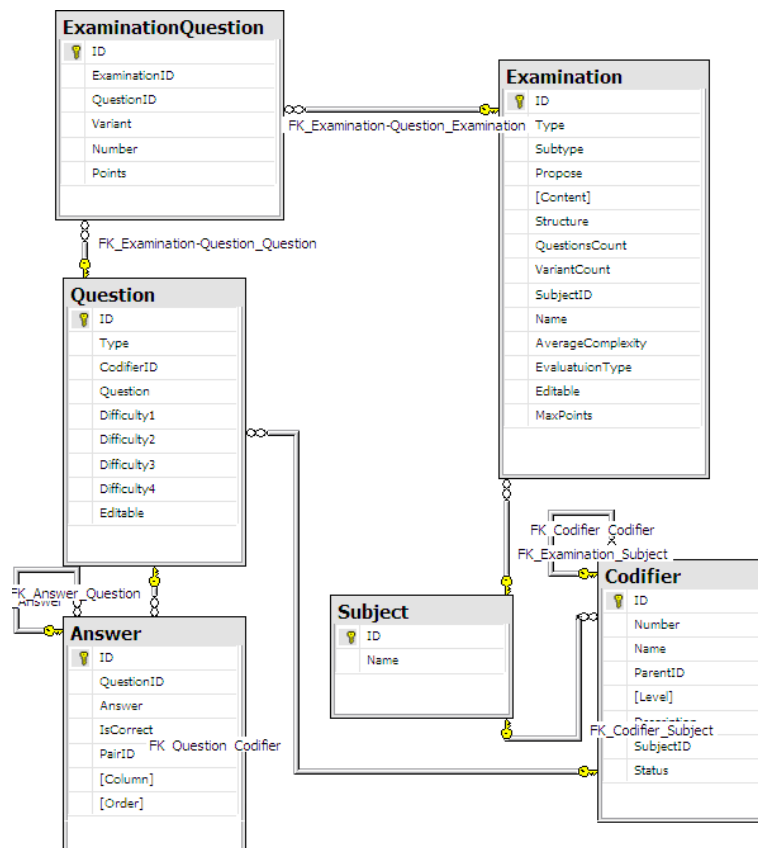 ExaminationQuestion
ID
ExaminationID
QuestionID
Variant
Number
Points
FK_Examination-Question_Examination
Examination
ID
Type
Subtype
Propose
[Content]
Structure
QuestionsCount
VariantCount
SubjectID
Name
AverageComplexity
EvaluatuionType
Editable
MaxPoints
FK_Examination-Question_Question
Question
ID
Type
CodifierID
Question
Difficulty1
Difficulty2
Difficulty3
Difficulty4
Editable
FK_Codifier_Codifier
FK_Examination_Subject
FK_Answer_Question
Answer
ID
QuestionID
Answer
IsCorrect
PairID
[Column]
[Order]
FK_Question_Codifier
Subject
ID
Name
Codifier
ID
Number
Name
ParentID
[Level]
FK_Codifier_Subject
SubjectID
Status